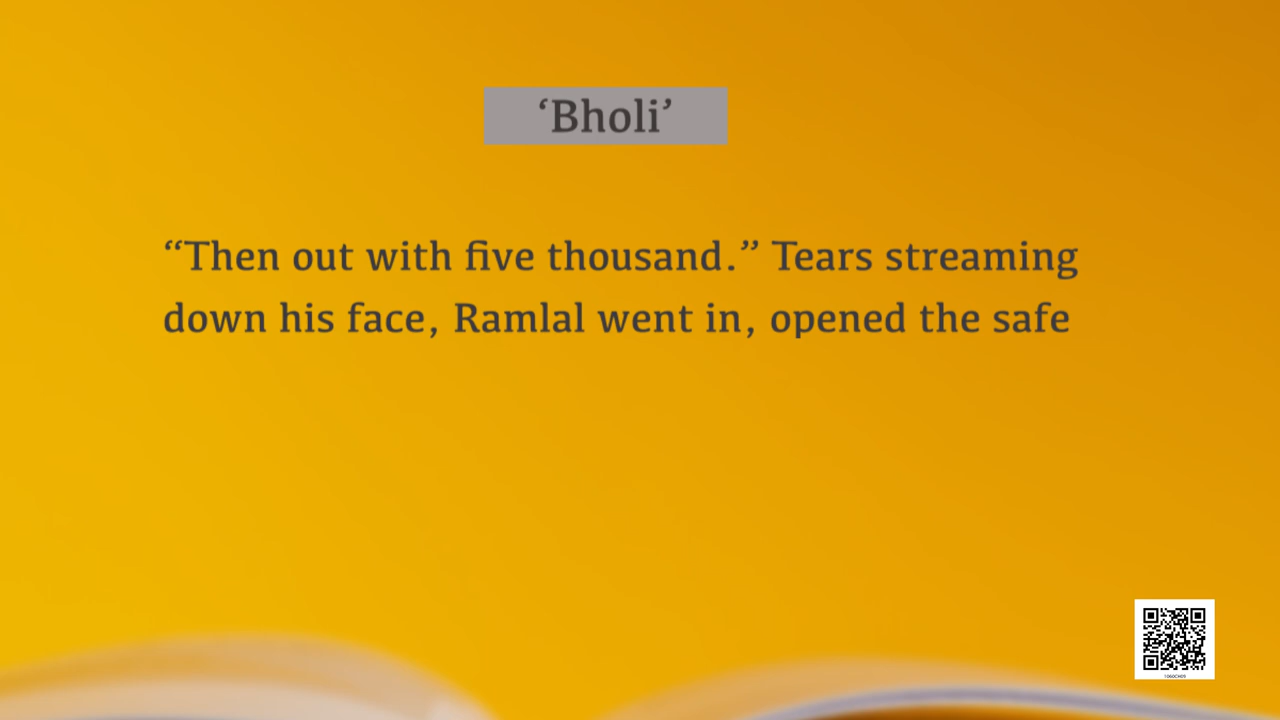 ‘Bholi’
“Then out with five thousand.” Tears streaming
down his face, Ramlal went in, opened the safe